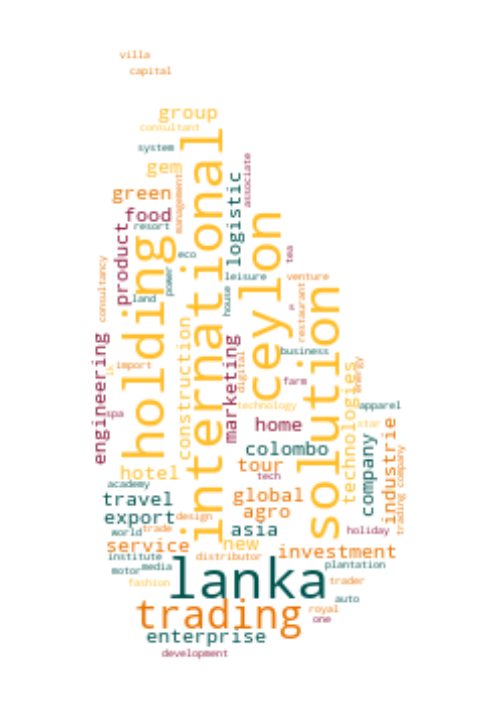 villa
capital
group
consultant
international
system
gem
management
green
food
resort
product
holding
logistic
associate
ceylon
eco
tea
consultancy
land
power
leisure
venture
house
restaurant
solution
construction
engineering
marketing
business
import
lk
digital
energy
farm
spa
technology
technologies
apparel
home
star
colombo
company
industrie
trading company
hotel
tour
tech
academy
travel
global
export
design
agro
world
trade
asia
holiday
service
new
investment
institute
distributor
media
motor
plantation
lanka
fashion
trader
auto
trading
royal
one
enterprise
development